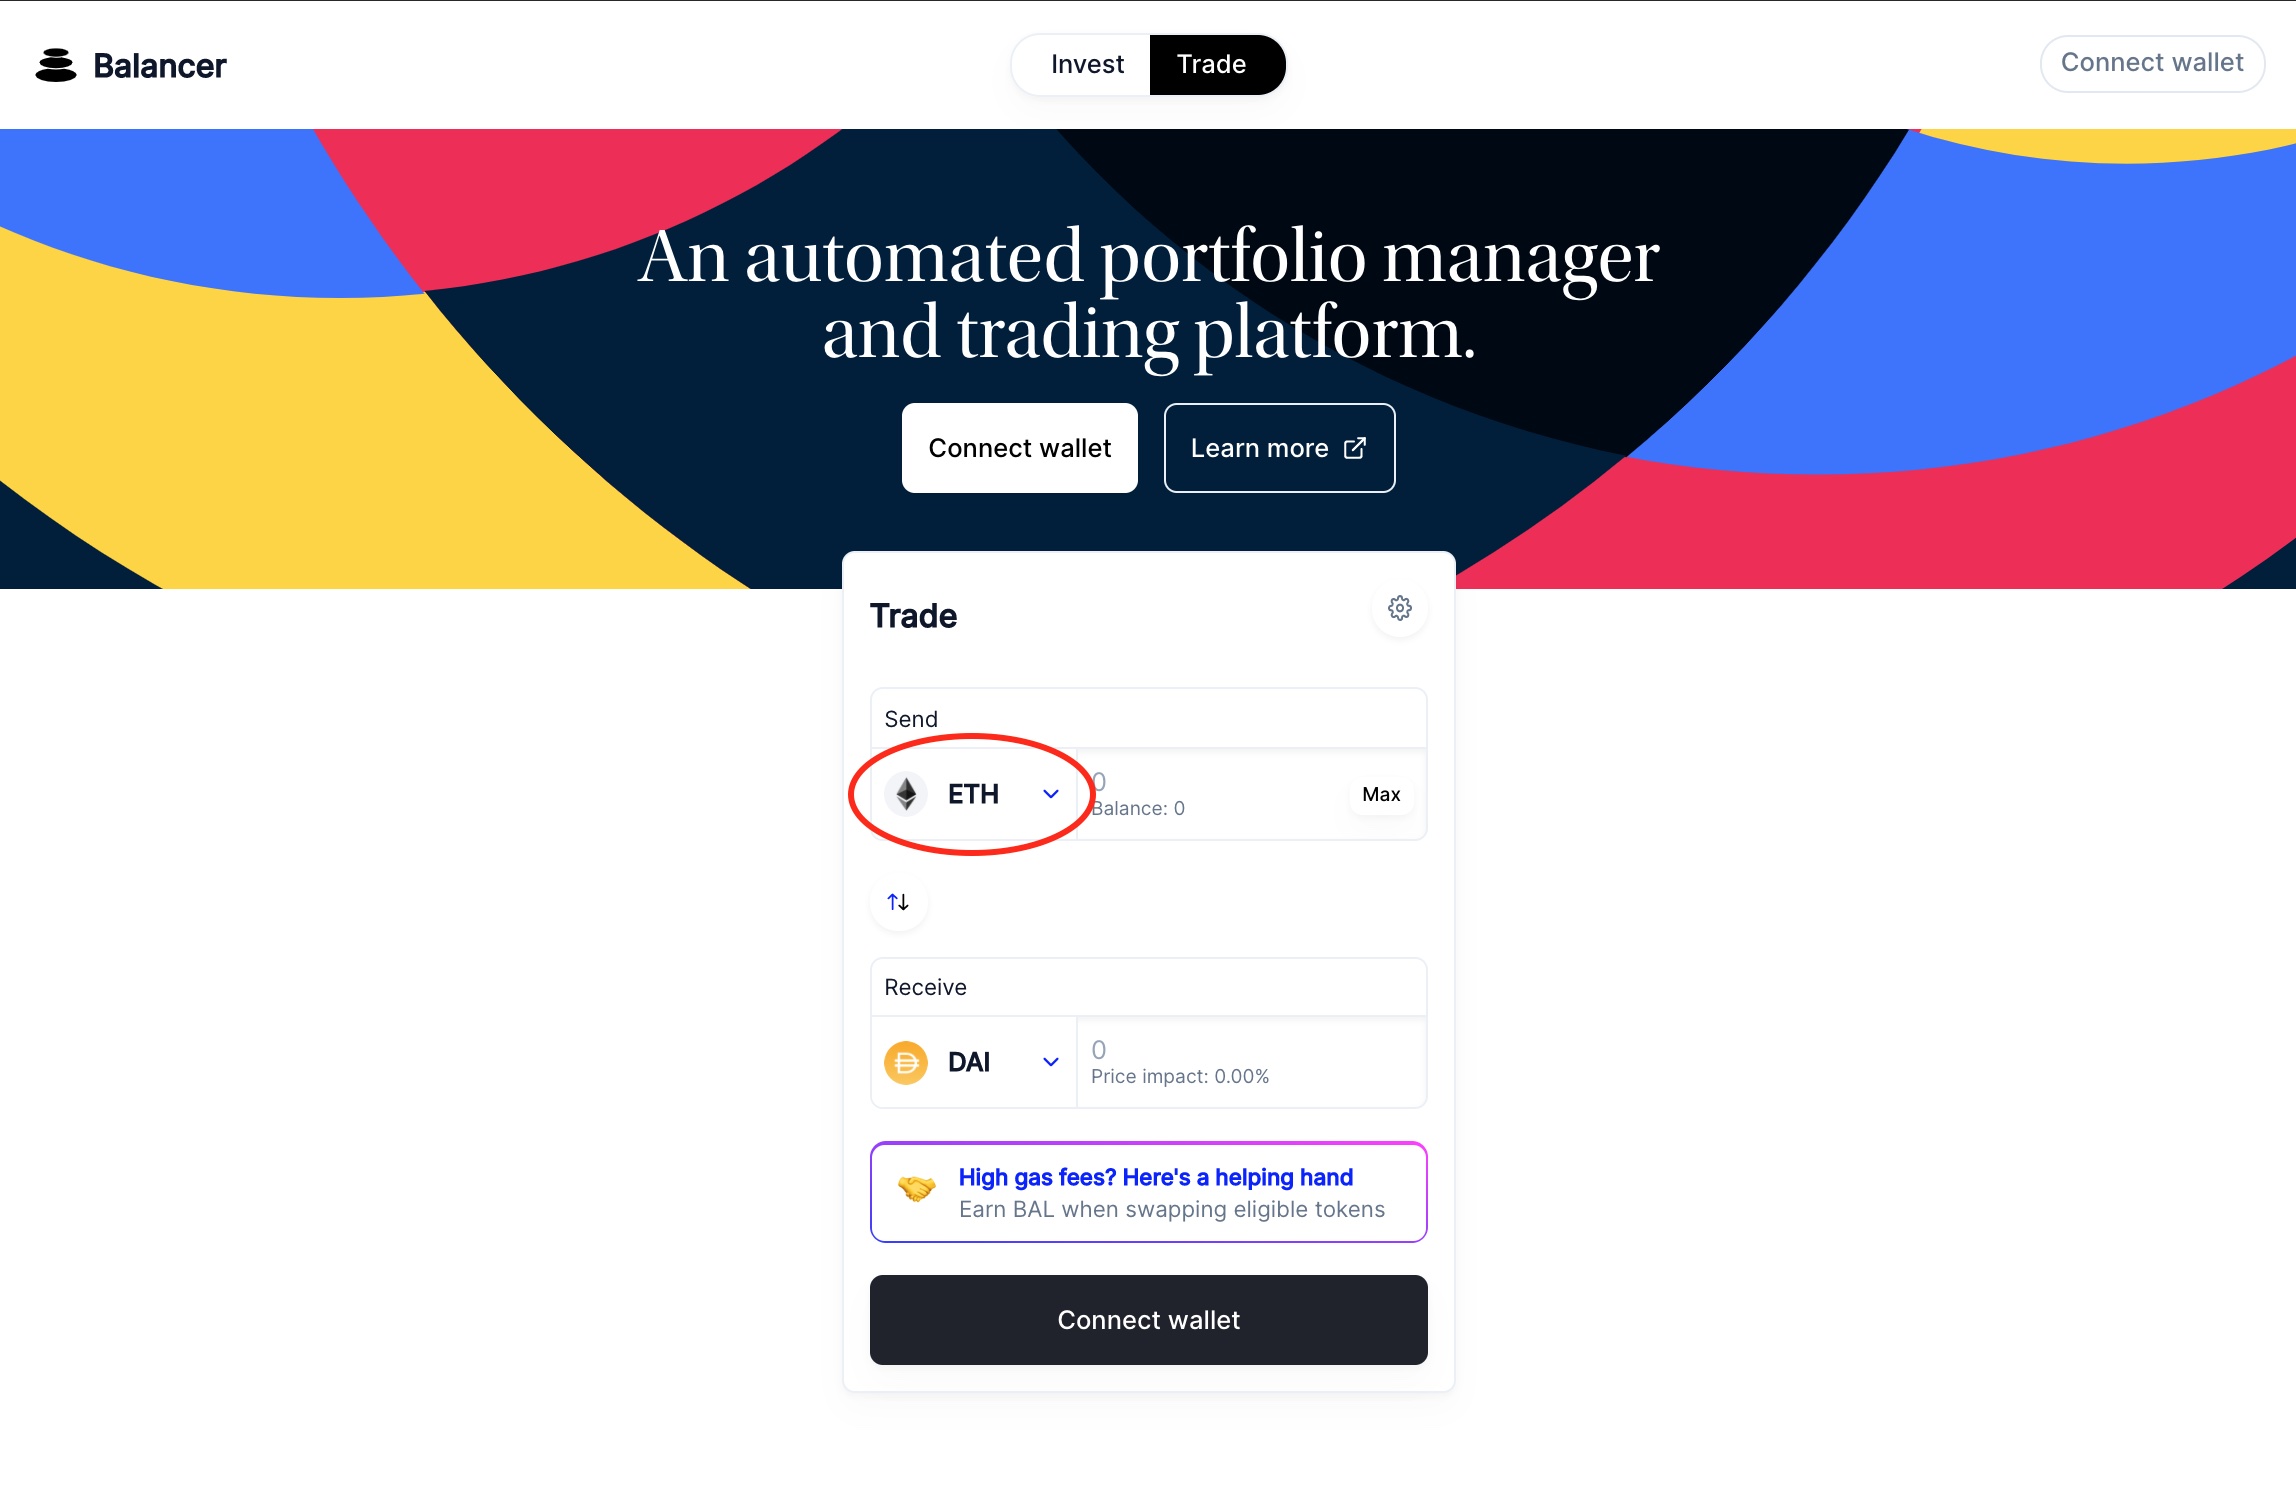 Balancer
Invest
Trade
Connect wallet
An automated portfolio manager
and trading platform.
Connect wallet
Learn more
Trade
Send
ETH
0
Balance: 0
Max
Receive
DAI
0
Price impact: 0.00%
High gas fees? Here's a helping hand
Earn BAL when swapping eligible tokens
Connect wallet